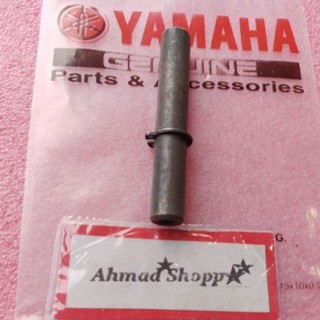 YAMAHA
GENUINE
Parts & Accessories
Ahmad Shopp